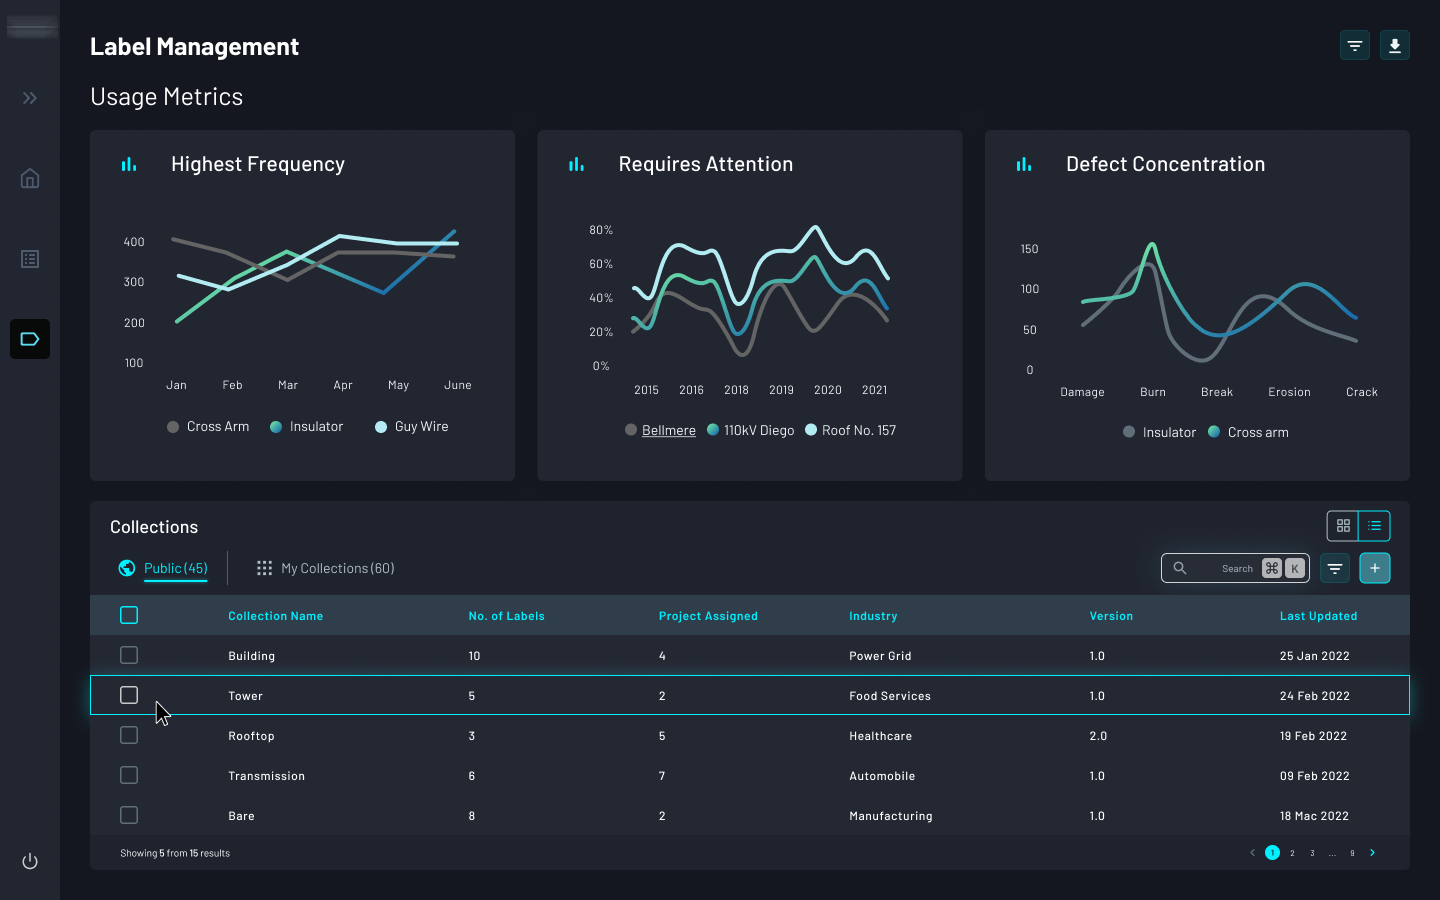 Label Management
Usage Metrics
Highest Frequency
400
300
200
100
Jan Feb Mar Apr May June
Cross Arm Insulator Guy Wire
Requires Attention
80%
60%
40%
20%
0%
2015 2016 2018 2019 2020 2021
Bellmere 110kV Diego Roof No. 157
Defect Concentration
150
100
50
0
Damage Burn Break Erosion Crack
Insulator Cross arm
Collections
Public (45) My Collections (60) Search ⌘ K +
Collection Name No. of Labels Project Assigned Industry Version Last Updated
Building 10 4 Power Grid 1.0 25 Jan 2022
Tower 5 2 Food Services 1.0 24 Feb 2022
Rooftop 3 5 Healthcare 2.0 19 Feb 2022
Transmission 6 7 Automobile 1.0 09 Feb 2022
Bare 8 2 Manufacturing 1.0 18 Mac 2022
Showing 5 from 15 results < 1 2 3 ... 9 >